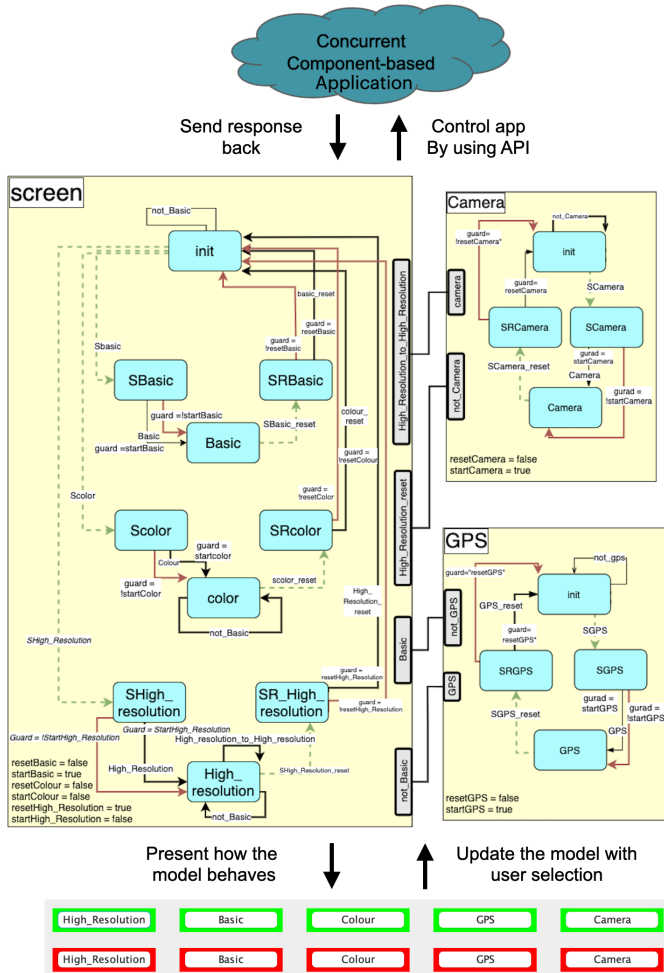 Concurrent
Component-based
Application
Send response
back
Control app
By using API
screen
not_Basic
init
basic_reset
guard =
resetBasic
guard =
!resetBasic
Sbasic
SBasic
SRBasic
guard =!startBasic
Basic
guard =startBasic
Basic
SBasic_reset
colour_
reset
guard =
!resetColour
guard =
!resetColor
Scolor
Scolor
SRcolor
Colour
guard =
startcolor
guard =
!startColor
color
scolor_reset
not_Basic
High_
Resolution_
reset
SHigh_Resolution
guard =
resetHigh_Resolution
guard =
!resetHigh_Resolution
SHigh_
resolution
SR_High_
resolution
Guard = StartHigh_Resolution
Guard = !StartHigh_Resolution
High_resolution_to_High_resolution
High_Resolution
High_
resolution
SHigh_Resolution_reset
not_Basic
resetBasic = false
startBasic = true
resetColour = false
startColour = false
resetHigh_Resolution = true
startHigh_Resolution = false
High_Resolution_to_High_Resolution
High_Resolution_reset
Basic
not_Basic
camera
not_Camera
not_GPS
GPS
Camera
not_Camera
guard=
!resetCamera"
init
guard=
resetCamera
SCamera
SRCamera
SCamera
SCamera_reset
gurad =
startCamera
Camera
gurad =
!startCamera
Camera
resetCamera = false
startCamera = true
GPS
not_gps
guard="resetGPS"
init
GPS_reset
guard=
resetGPS"
SGPS
SRGPS
SGPS
SGPS_reset
gurad =
startGPS
gurad =
!startGPS
GPS
GPS
resetGPS = false
startGPS = true
Present how the
model behaves
Update the model with
user selection
High_Resolution Basic Colour GPS Camera
High_Resolution Basic Colour GPS Camera